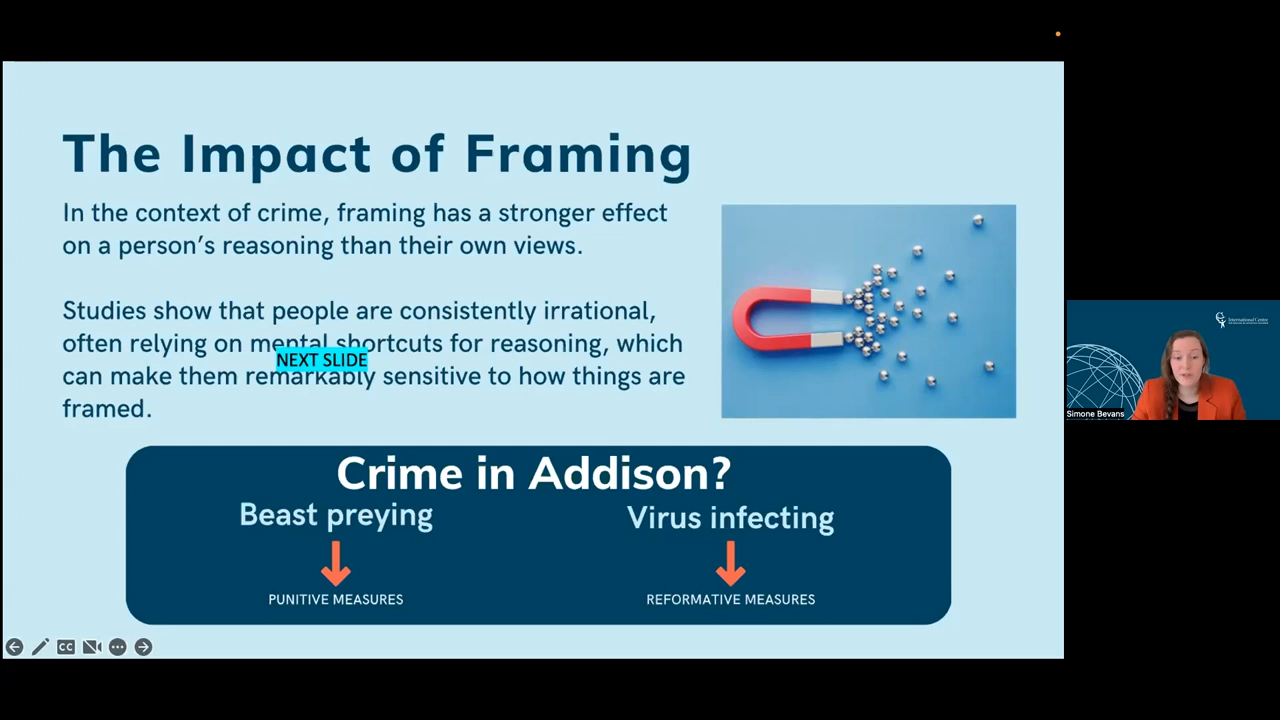 The Impact of Framing
In the context of crime, framing has a stronger effect
on a person’s reasoning than their own views.
Studies show that people are consistently irrational,
often relying on mental shortcuts for reasoning, which
NEXT SLIDE
can make them remarkably sensitive to how things are
framed.
Crime in Addison?
Beast preying
Virus infecting
PUNITIVE MEASURES
REFORMATIVE MEASURES
CC
International Centre
Simone Bevans